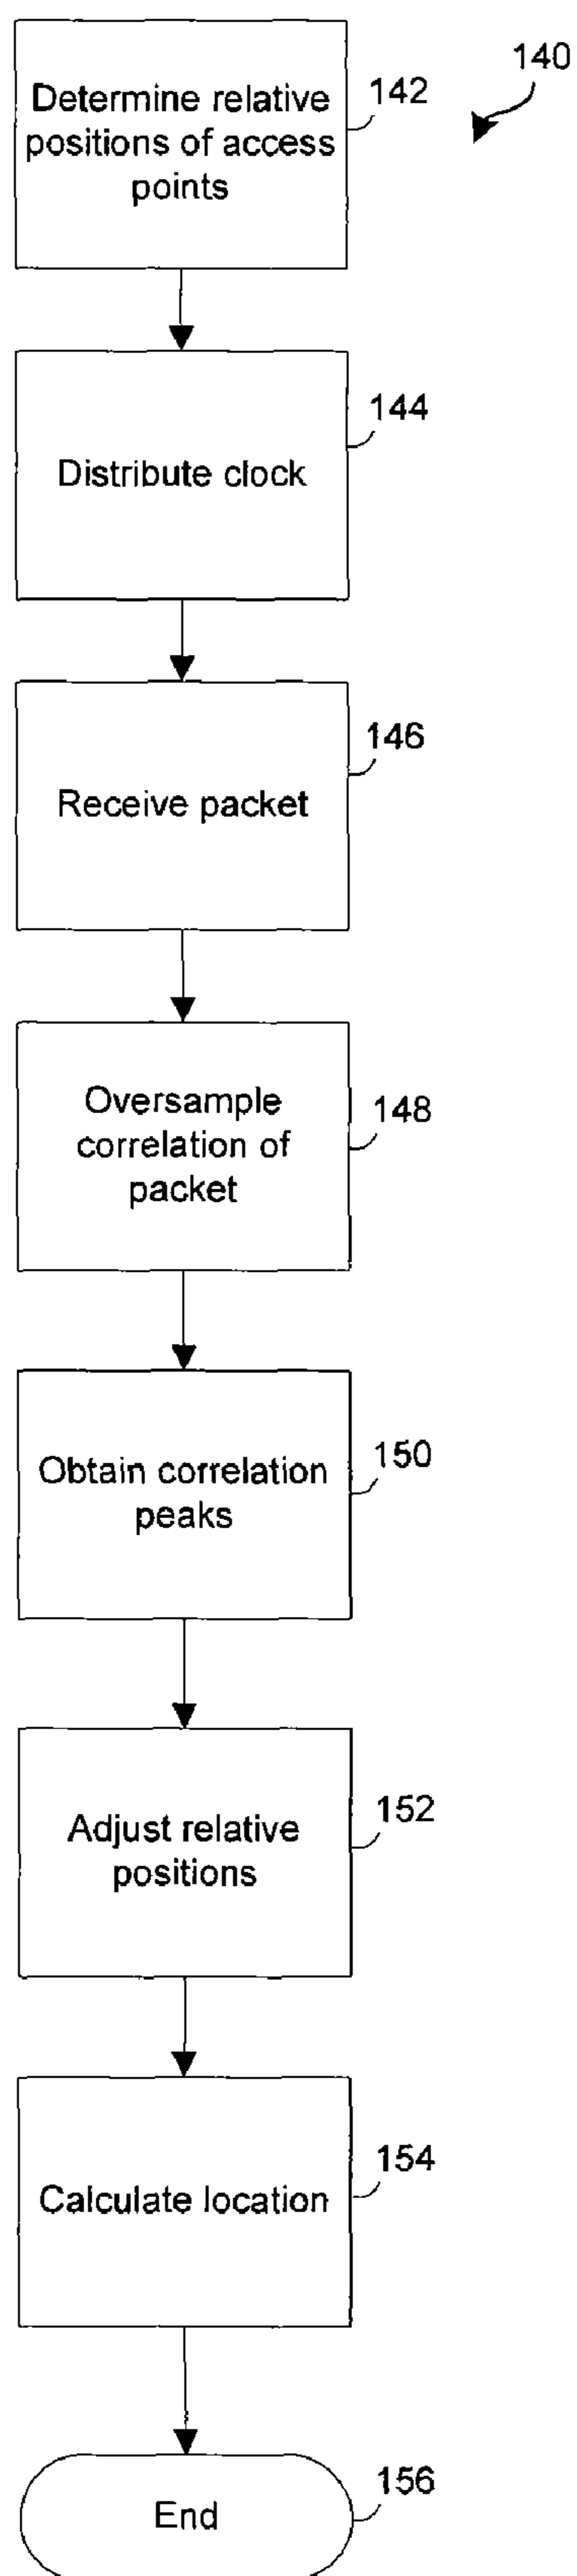 140
Determine relative
positions of access
points
142
Distribute clock
144
Receive packet
146
Oversample
correlation of
packet
148
Obtain correlation
peaks
150
Adjust relative
positions
152
Calculate location
154
End
156